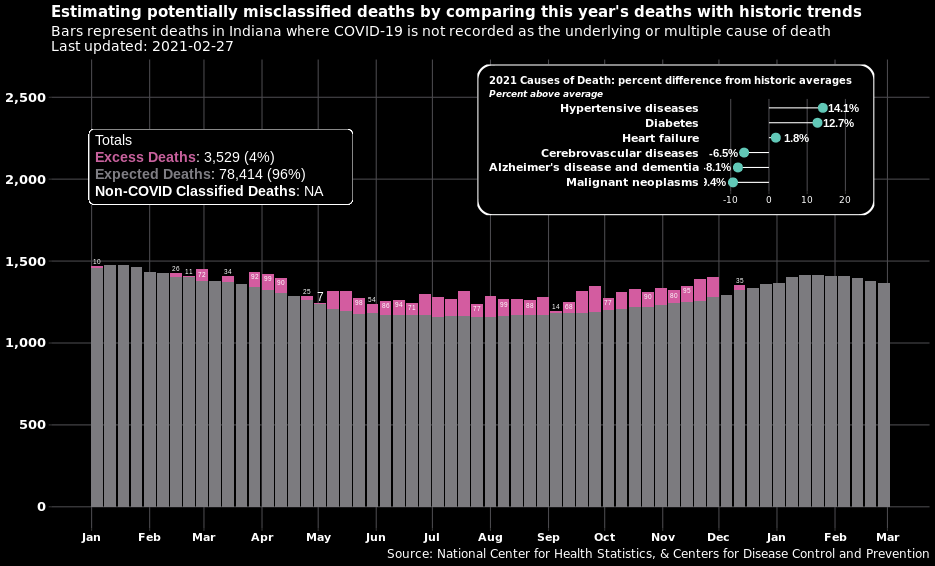 Estimating potentially misclassified deaths by comparing this year's deaths with historic trends
Bars represent deaths in Indiana where COVID-19 is not recorded as the underlying or multiple cause of death
Last updated: 2021-02-27
2021 Causes of Death: percent difference from historic averages
Percent above average
Hypertensive diseases 14.1%
Diabetes 12.7%
Heart failure 1.8%
Cerebrovascular diseases -6.5%
Alzheimer's disease and dementia -8.1%
Malignant neoplasms 9.4%
-10 0 10 20
Totals
Excess Deaths: 3,529 (4%)
Expected Deaths: 78,414 (96%)
Non-COVID Classified Deaths: NA
2,500
2,000
1,500
1,000
500
0
10 26 11 72 34 92 99 90 25 7 98 54 86 94 71 77 99 88 14 68 77 90 80 95 35
Jan Feb Mar Apr May Jun Jul Aug Sep Oct Nov Dec Jan Feb Mar
Source: National Center for Health Statistics, & Centers for Disease Control and Prevention